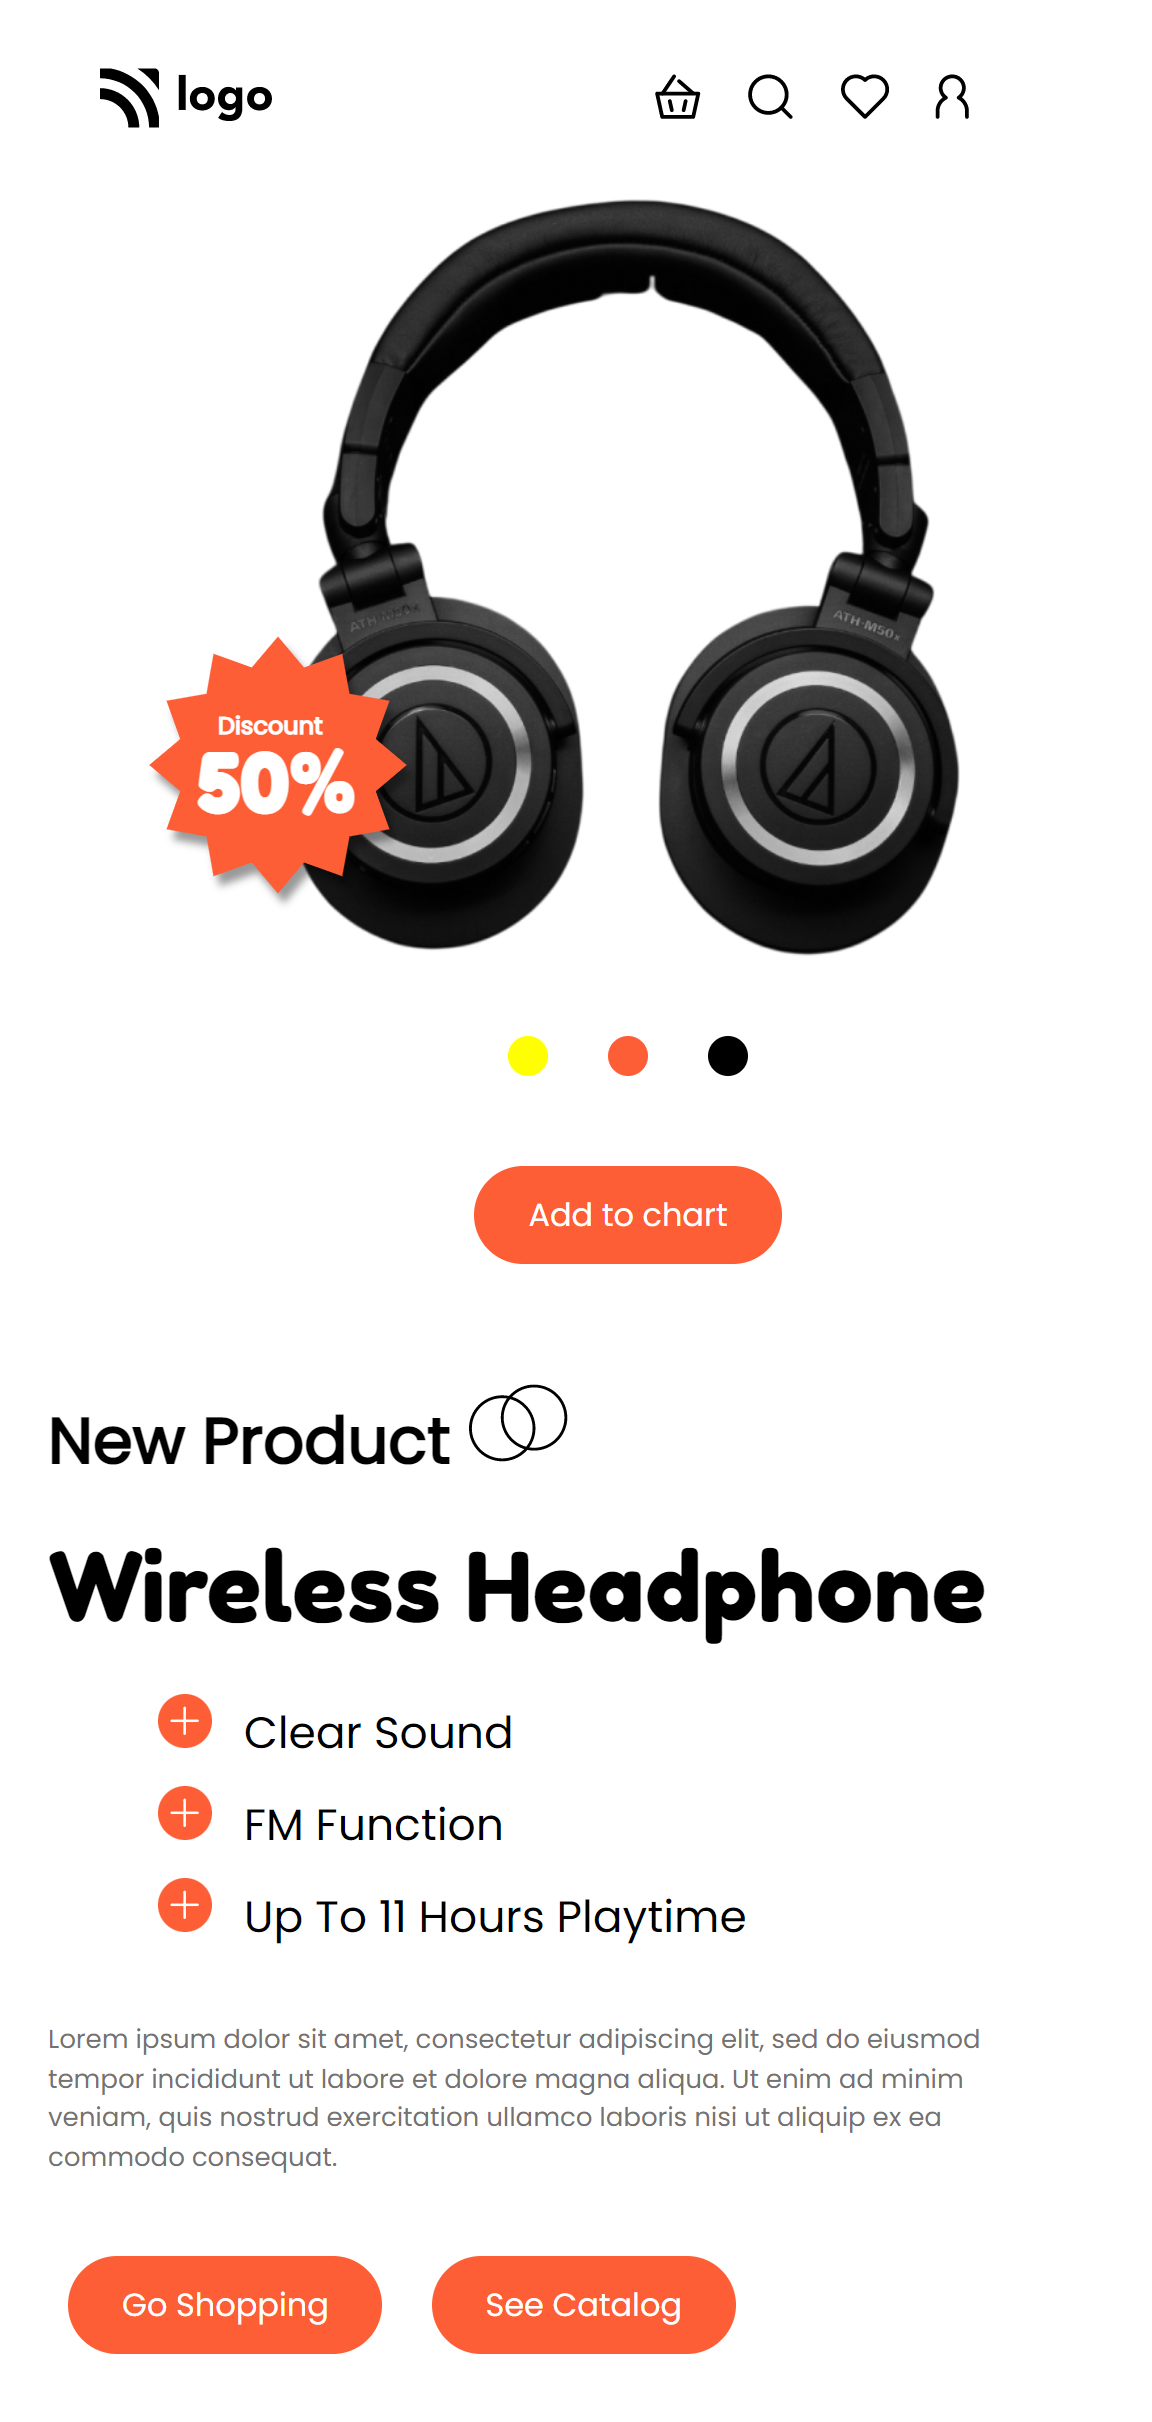 logo
ATH-M50x
ATH-M50x
Discount
50%
Add to chart
New Product
Wireless Headphone
Clear Sound
FM Function
Up To 11 Hours Playtime
Lorem ipsum dolor sit amet, consectetur adipiscing elit, sed do eiusmod
tempor incididunt ut labore et dolore magna aliqua. Ut enim ad minim
veniam, quis nostrud exercitation ullamco laboris nisi ut aliquip ex ea
commodo consequat.
Go Shopping
See Catalog